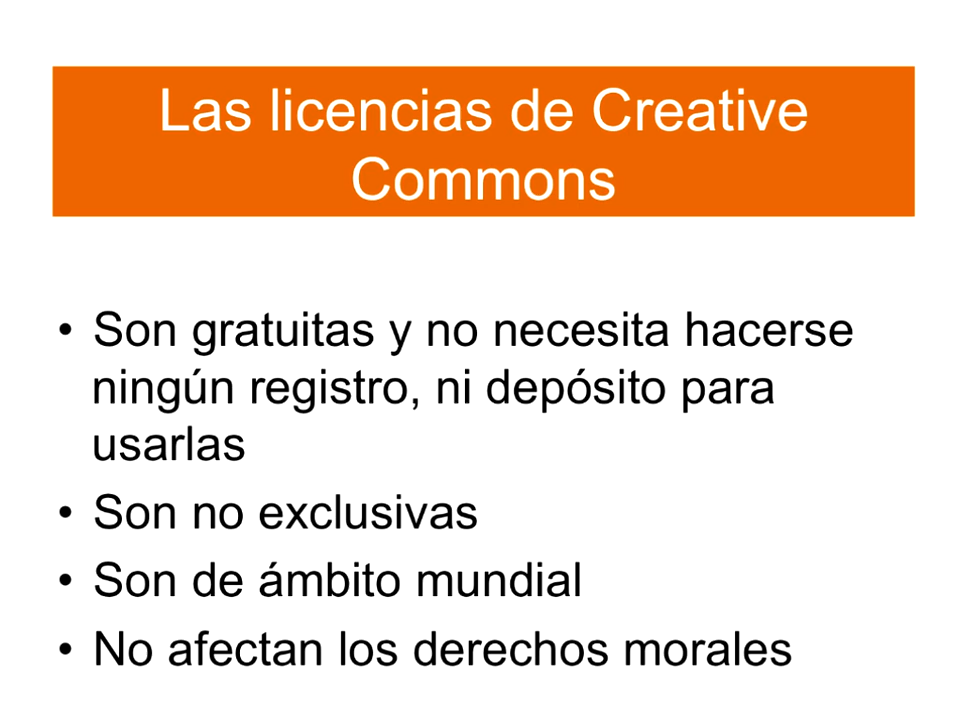 Las licencias de Creative
Commons
• Son gratuitas y no necesita hacerse
ningún registro, ni depósito para
usarlas
• Son no exclusivas
• Son de ámbito mundial
• No afectan los derechos morales